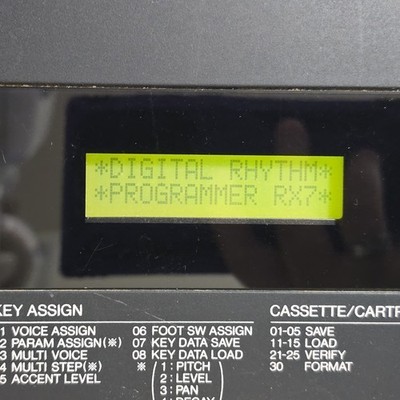 *DIGITAL RHYTHM*
*PROGRAMMER RX7*
KEY ASSIGN
1 VOICE ASSIGN
2 PARAM ASSIGN(※)
3 MULTI VOICE
4 MULTI STEP(※)
5 ACCENT LEVEL
06 FOOT SW ASSIGN
07 KEY DATA SAVE
08 KEY DATA LOAD
※ 1 : PITCH
2 : LEVEL
3 : PAN
4 : DECAY
CASSETTE/CARTR
01-05 SAVE
11-15 LOAD
21-25 VERIFY
30 FORMAT